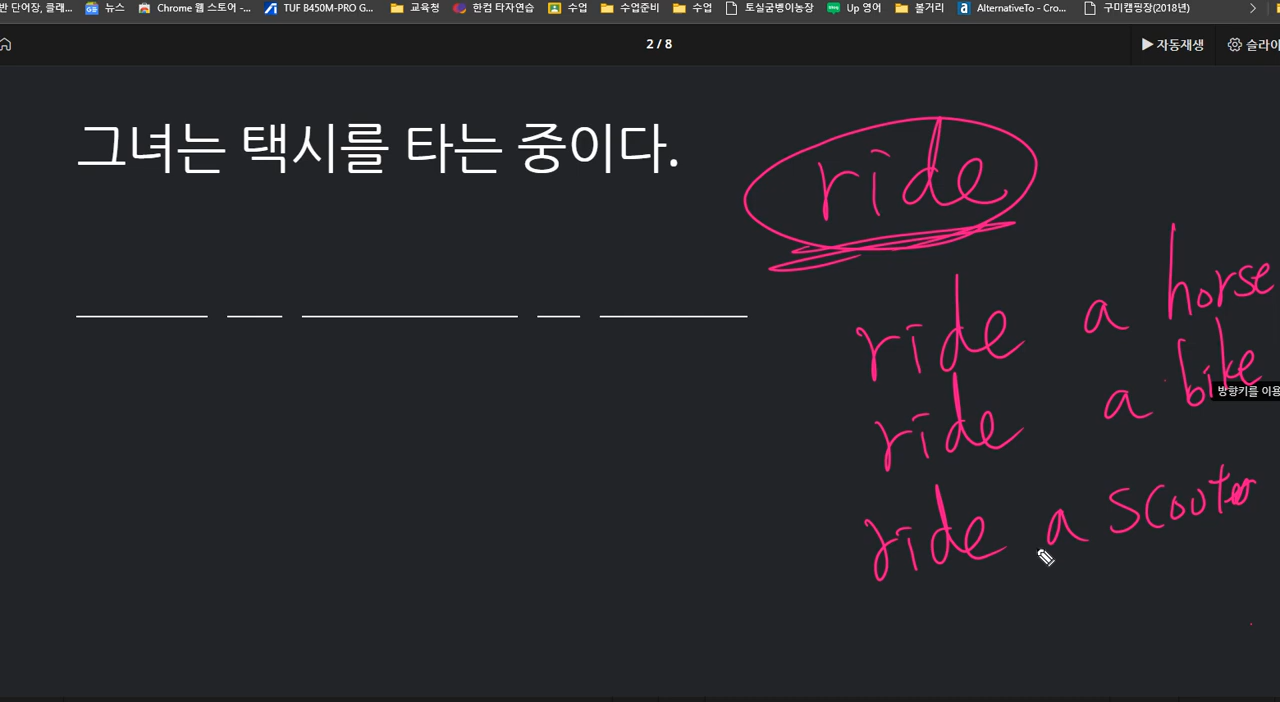 반 단어장, 클래... 뉴스 Chrome 웹 스토어 -... TUF B450M-PRO G... 교육청 한컴 타자연습 수업 수업준비 수업 토실굼벵이농장 Up 영어 볼거리 AlternativeTo - Cro... 구미캠핑장(2018년)
2 / 8 자동재생 슬라이
그녀는 택시를 타는 중이다.
ride
ride a horse
ride a bike
방향키를 이용
ride a scooter